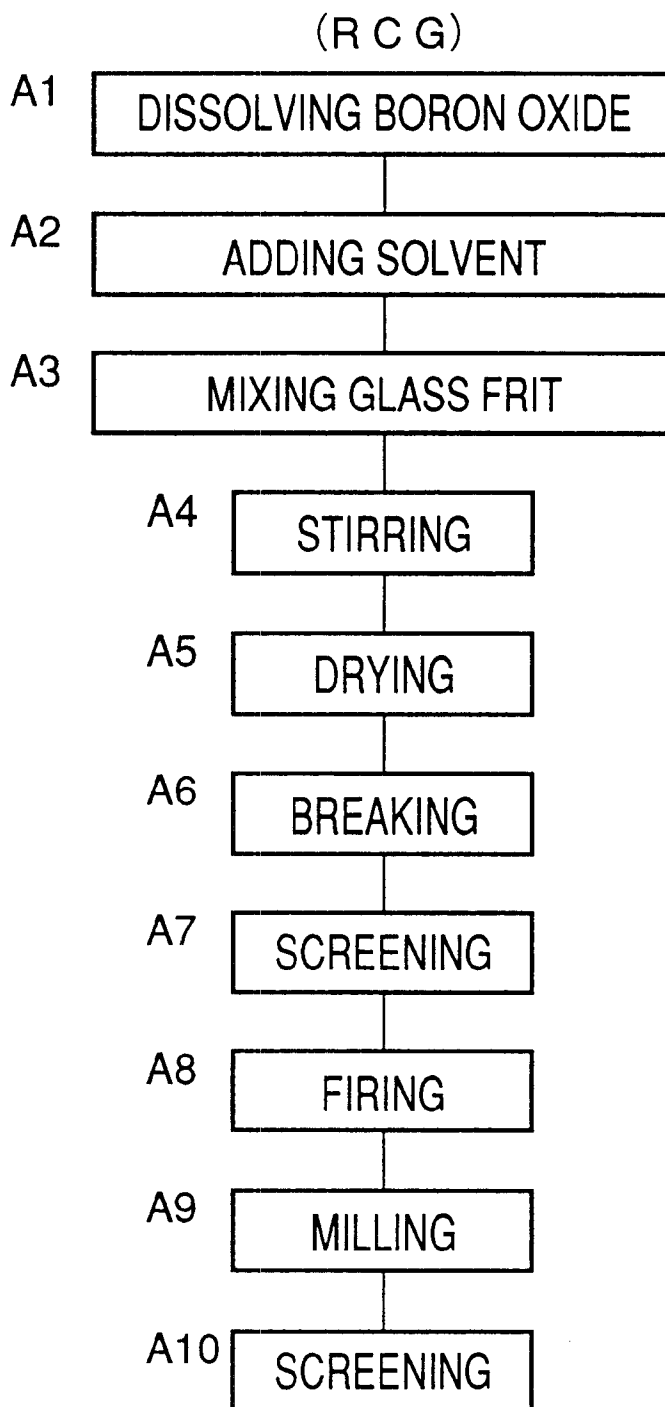 (R C G)
A1 DISSOLVING BORON OXIDE
A2 ADDING SOLVENT
A3 MIXING GLASS FRIT
A4 STIRRING
A5 DRYING
A6 BREAKING
A7 SCREENING
A8 FIRING
A9 MILLING
A10 SCREENING